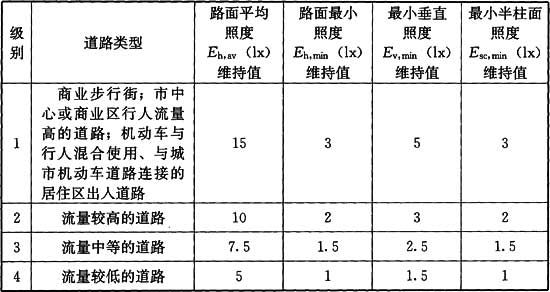 级别 道路类型 路面平均照度 Eh,av (lx) 维持值 路面最小照度 Eh,min (lx) 维持值 最小垂直照度 Ev,min (lx) 维持值 最小半柱面照度 Esc,min (lx) 维持值
1 商业步行街；市中心或商业区行人流量高的道路；机动车与行人混合使用、与城市机动车道路连接的居住区出入道路 15 3 5 3
2 流量较高的道路 10 2 3 2
3 流量中等的道路 7.5 1.5 2.5 1.5
4 流量较低的道路 5 1 1.5 1